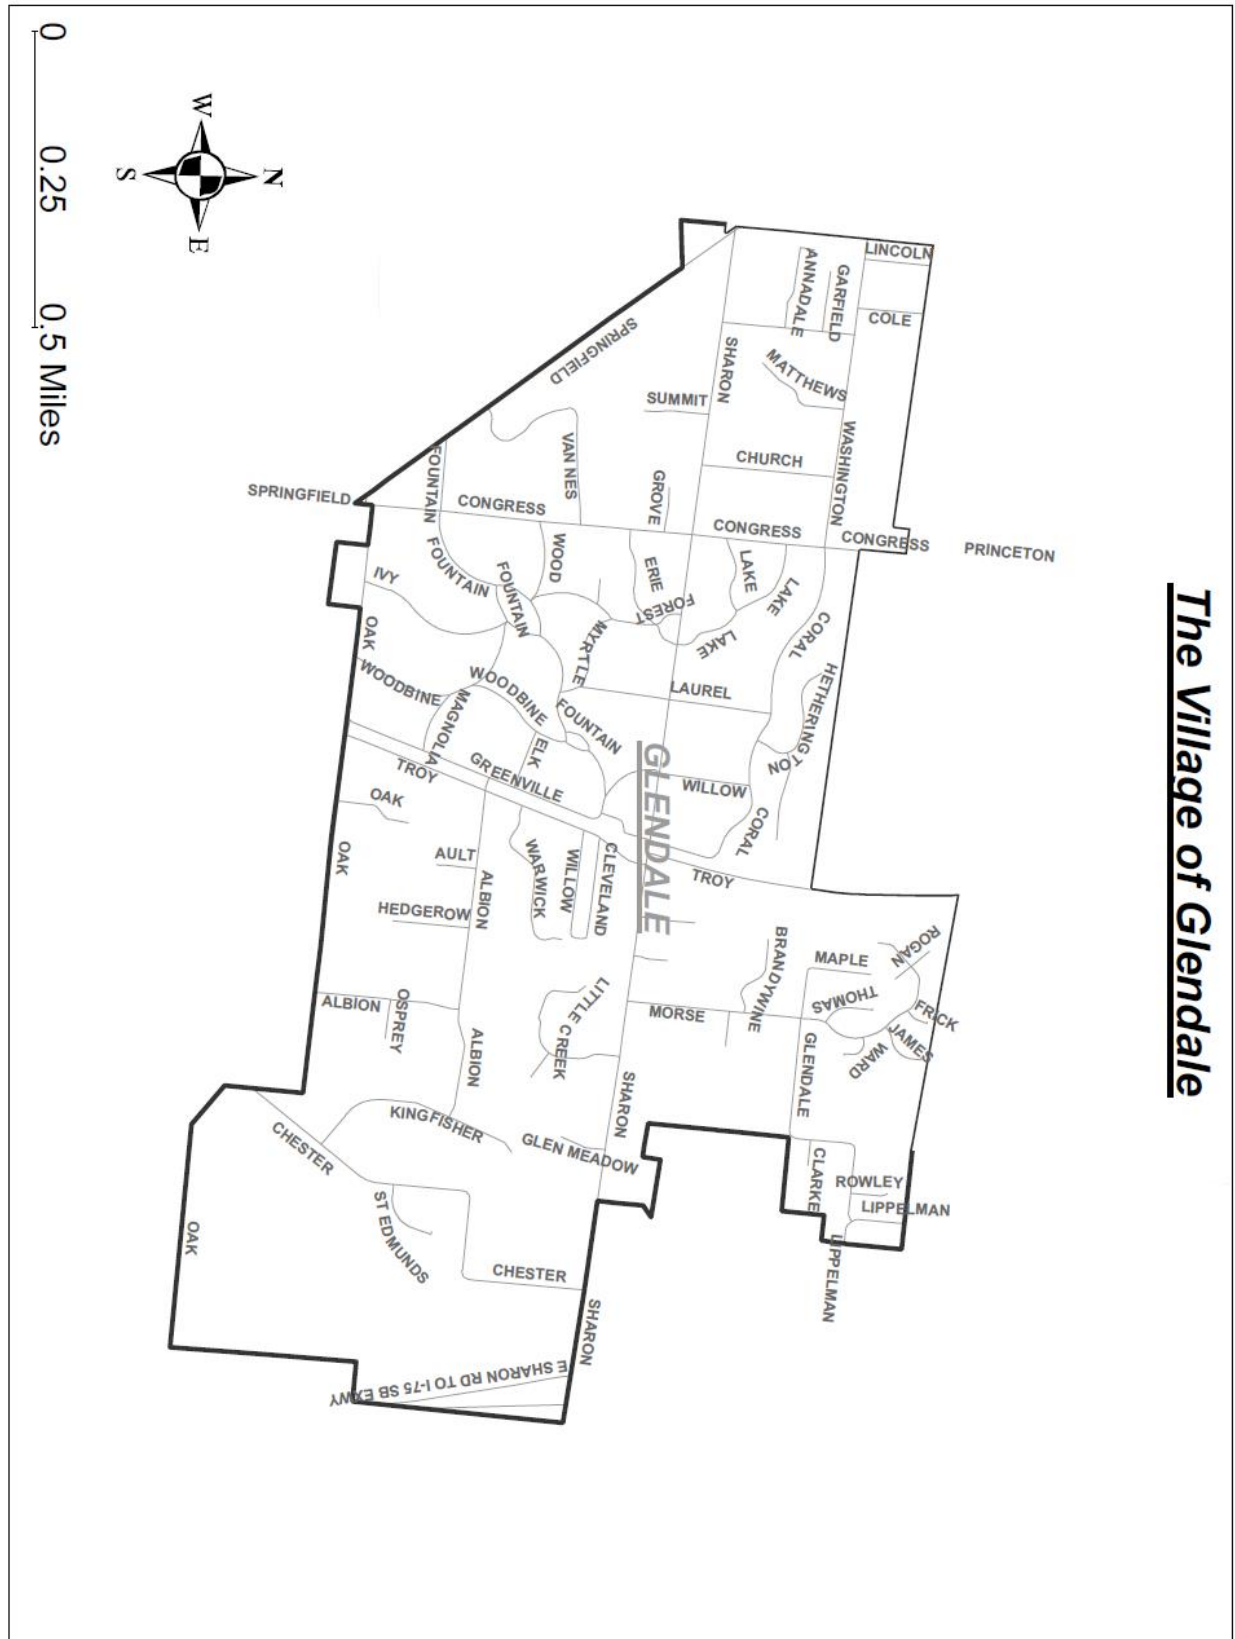 The Village of Glendale
0 0.25 0.5 Miles
N
W
E
S
LINCOLN
COLE
GARFIELD
ANNADALE
MATTHEWS
SHARON
SUMMIT
SPRINGFIELD
WASHINGTON
CHURCH
VAN NES
GROVE
FOUNTAIN
SPRINGFIELD
CONGRESS
CONGRESS
CONGRESS
PRINCETON
WOOD
ERIE
LAKE
LAKE
LAKE
FOREST
CORAL
IVY
FOUNTAIN
FOUNTAIN
OAK
MYRTLE
HETHERINGTON
WOODBINE
WOODBINE
MAGNOLIA
LAUREL
FOUNTAIN
ELK
GREENVILLE
TROY
GLENDALE
WILLOW
CORAL
OAK
OAK
AULT
ALBION
WARWICK
WILLOW
CLEVELAND
TROY
HEDGEROW
BRANDYWINE
MAPLE
ROGAN
THOMAS
FRICK
JAMES
WARD
ALBION
OSPREY
ALBION
LITTLE CREEK
MORSE
GLENDALE
SHARON
KINGFISHER
GLEN MEADOW
CHESTER
CLARKE
ROWLEY
LIPPELMAN
LIPPELMAN
ST EDMUNDS
OAK
CHESTER
SHARON
E SHARON RD TO I-75 SB EXWY